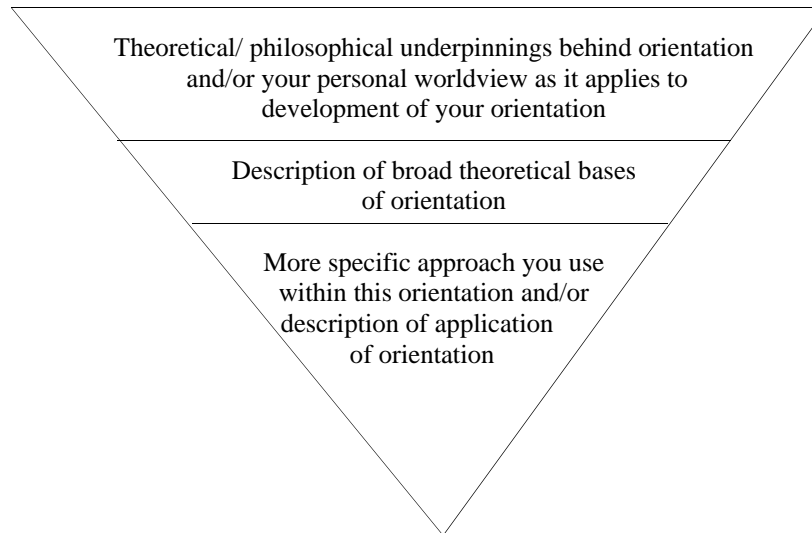 Theoretical/ philosophical underpinnings behind orientation
and/or your personal worldview as it applies to
development of your orientation
Description of broad theoretical bases
of orientation
More specific approach you use
within this orientation and/or
description of application
of orientation